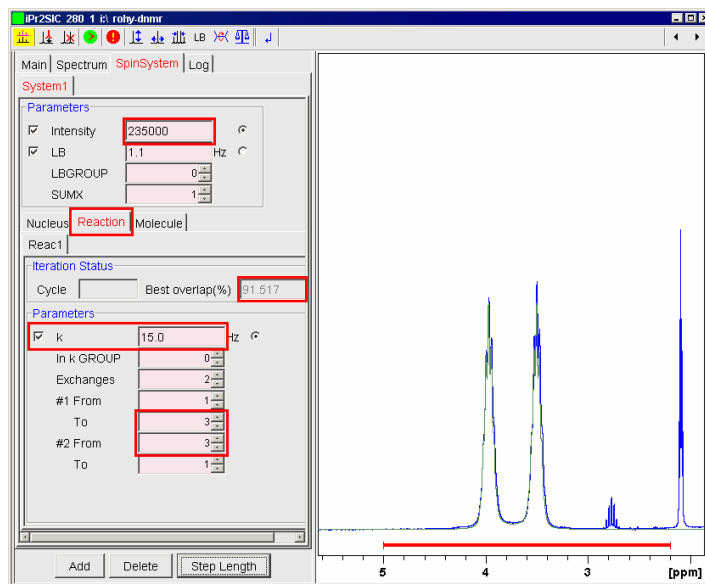 iPr2SIC 280 1 i:\ rohy-dnmr
LB
Main Spectrum SpinSystem Log
System1
Parameters
Intensity 235000
LB 1.1 Hz
LBGROUP 0
SUMX 1
Nucleus Reaction Molecule
Reac1
Iteration Status
Cycle Best overlap(%) 91.517
Parameters
k 15.0 Hz
In k GROUP 0
Exchanges 2
#1 From 1
To 3
#2 From 3
To 1
Add Delete Step Length
5 4 3 [ppm]